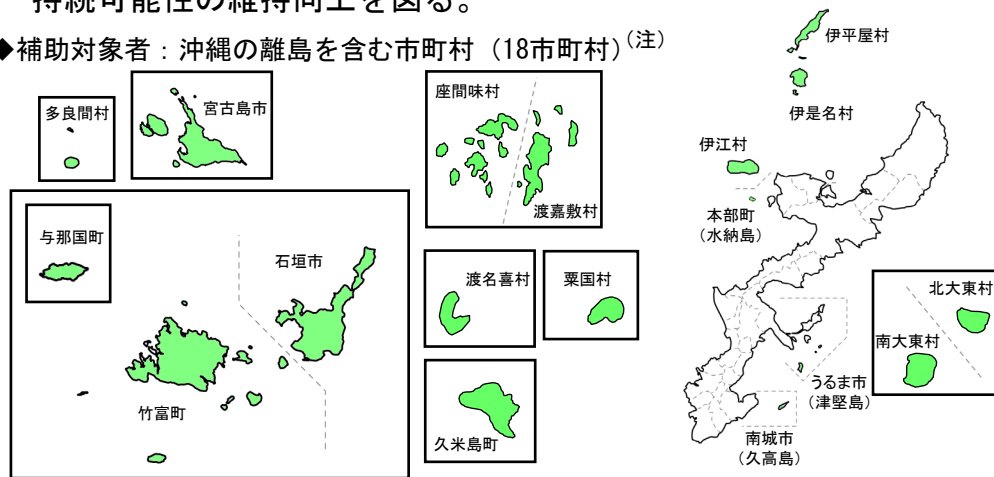 持続可能性の維持向上を図る。
◆補助対象者：沖縄の離島を含む市町村（18市町村）(注)
多良間村
宮古島市
座間味村
渡嘉敷村
伊平屋村
伊是名村
伊江村
本部町
（水納島）
与那国町
石垣市
竹富町
渡名喜村
粟国村
久米島町
北大東村
南大東村
うるま市
（津堅島）
南城市
（久高島）